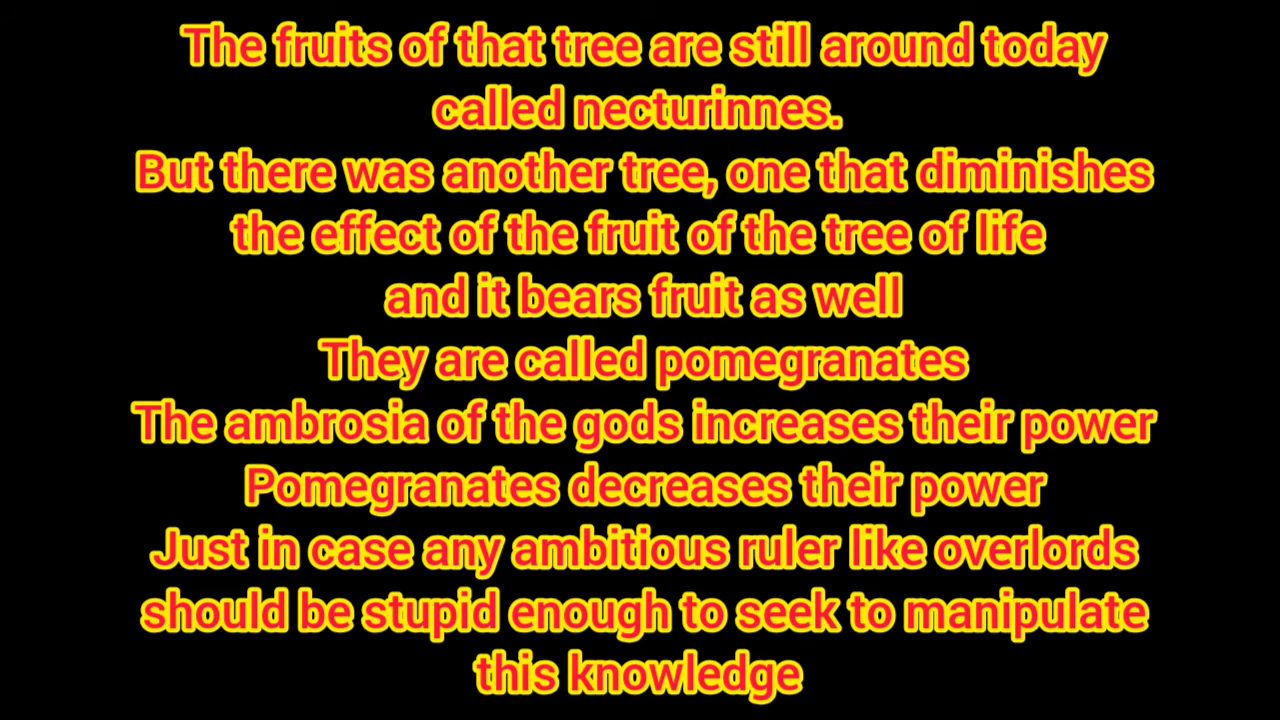 The fruits of that tree are still around today
called necturinnes.
But there was another tree, one that diminishes
the effect of the fruit of the tree of life
and it bears fruit as well
They are called pomegranates
The ambrosia of the gods increases their power
Pomegranates decreases their power
Just in case any ambitious ruler like overlords
should be stupid enough to seek to manipulate
this knowledge